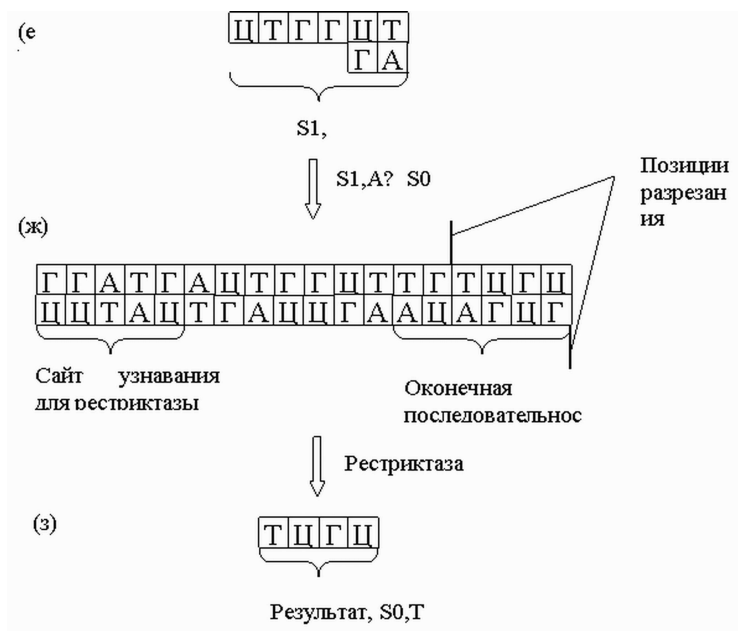 (е
ЦТГГЦТ
ГА
S1,
S1,A? S0
Позиции
разрезан
ия
(ж)
ГГАТГАЦТГГЦТТГТЦГЦ
ЦЦТАЦТГАЦЦГААЦАГЦГ
Сайт узнавания
для рестриктазы
Оконечная
последовательнос
Рестриктаза
(з)
ТЦГЦ
Результат, S0,T